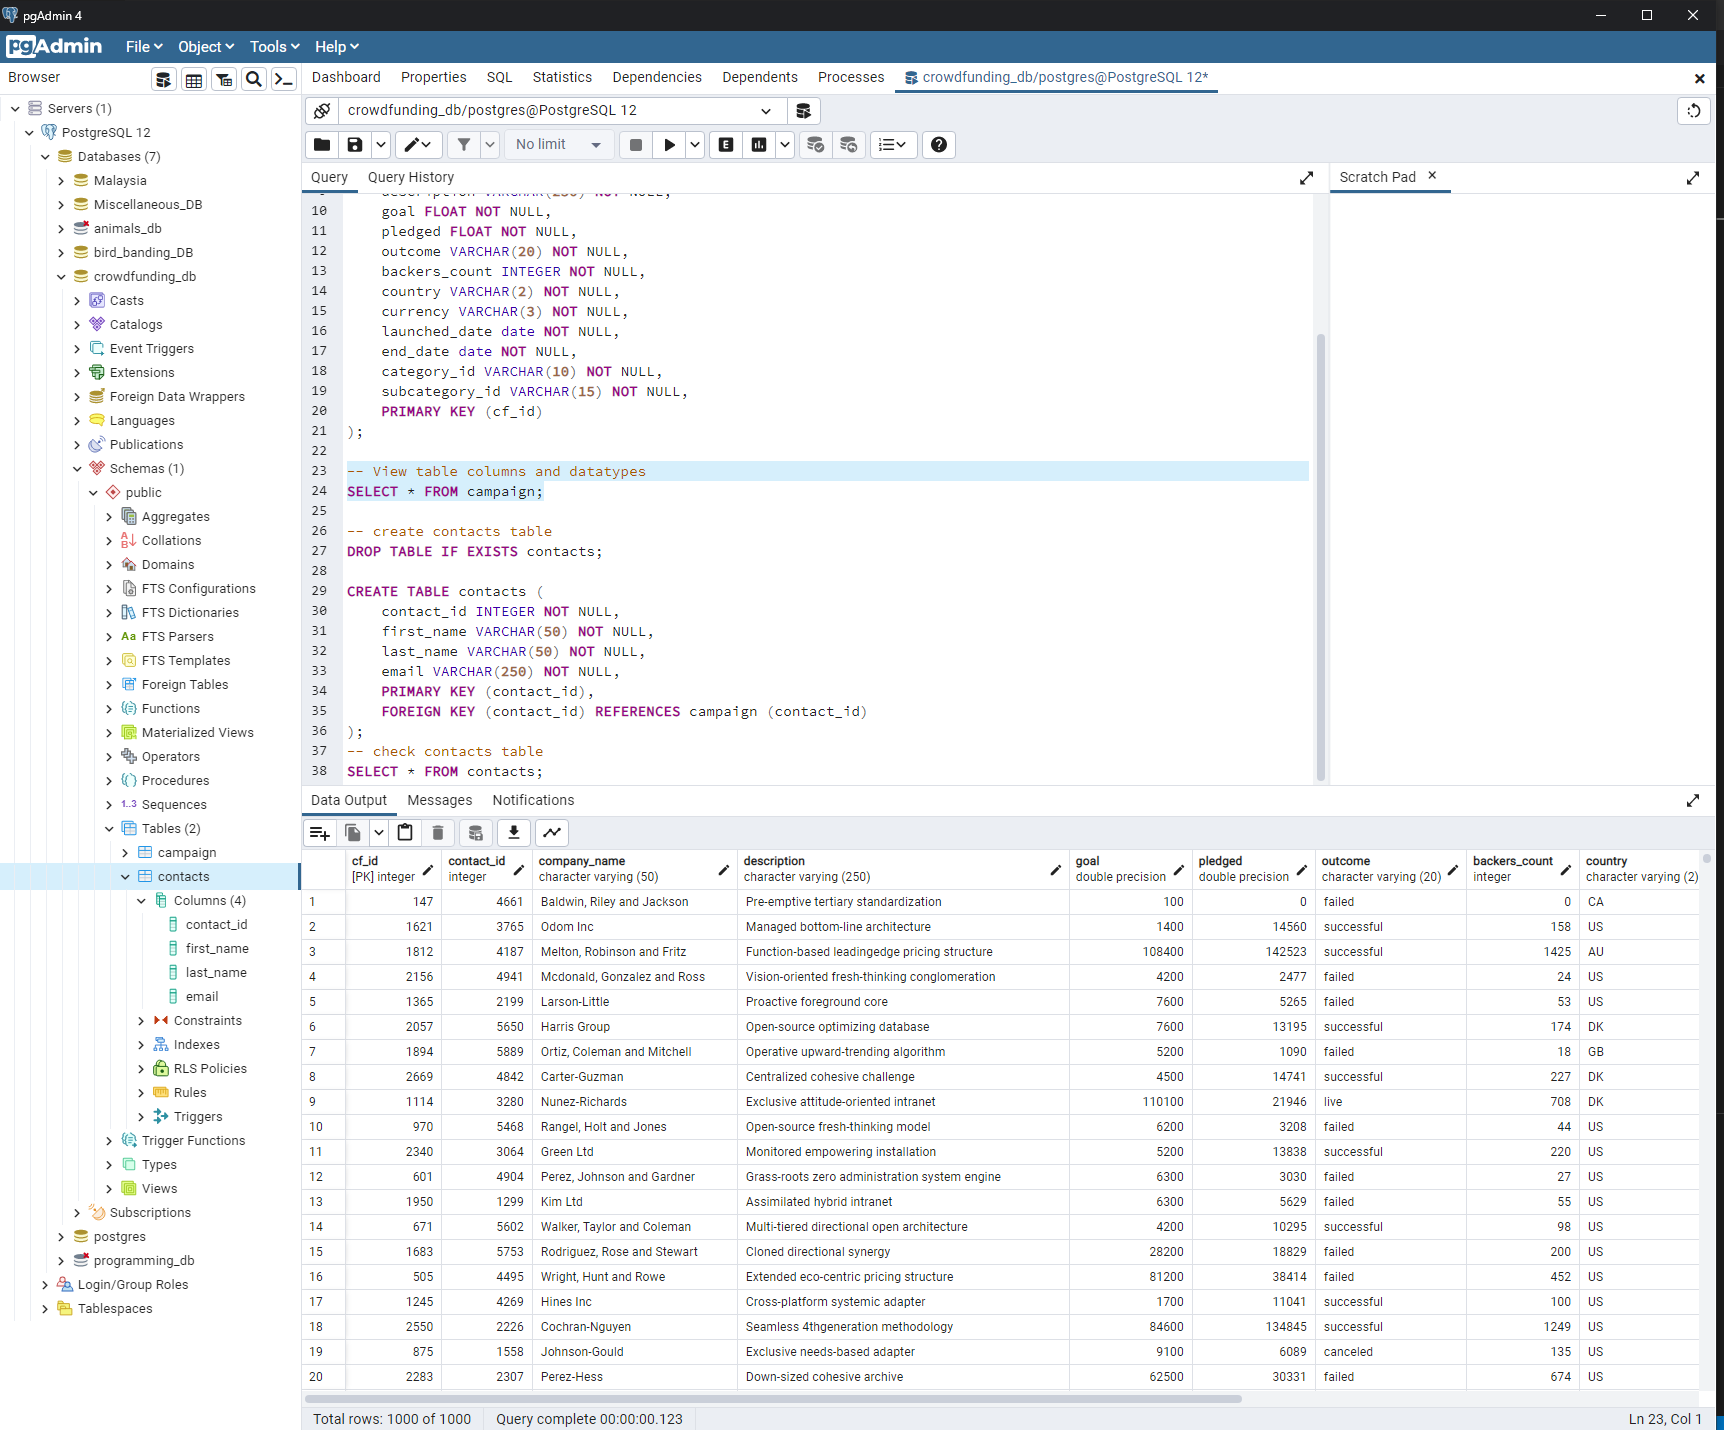 pgAdmin 4
pgAdmin File Object Tools Help
Browser
Dashboard Properties SQL Statistics Dependencies Dependents Processes crowdfunding_db/postgres@PostgreSQL 12*
Servers (1)
PostgreSQL 12
Databases (7)
Malaysia
Miscellaneous_DB
animals_db
bird_banding_DB
crowdfunding_db
Casts
Catalogs
Event Triggers
Extensions
Foreign Data Wrappers
Languages
Publications
Schemas (1)
public
Aggregates
Collations
Domains
FTS Configurations
FTS Dictionaries
FTS Parsers
FTS Templates
Foreign Tables
Functions
Materialized Views
Operators
Procedures
Sequences
Tables (2)
campaign
contacts
Columns (4)
contact_id
first_name
last_name
email
Constraints
Indexes
RLS Policies
Rules
Triggers
Trigger Functions
Types
Views
Subscriptions
postgres
programming_db
Login/Group Roles
Tablespaces
crowdfunding_db/postgres@PostgreSQL 12
No limit
Query Query History
Scratch Pad
10 goal FLOAT NOT NULL,
11 pledged FLOAT NOT NULL,
12 outcome VARCHAR(20) NOT NULL,
13 backers_count INTEGER NOT NULL,
14 country VARCHAR(2) NOT NULL,
15 currency VARCHAR(3) NOT NULL,
16 launched_date date NOT NULL,
17 end_date date NOT NULL,
18 category_id VARCHAR(10) NOT NULL,
19 subcategory_id VARCHAR(15) NOT NULL,
20 PRIMARY KEY (cf_id)
21 );
22
23 -- View table columns and datatypes
24 SELECT * FROM campaign;
25
26 -- create contacts table
27 DROP TABLE IF EXISTS contacts;
28
29 CREATE TABLE contacts (
30 contact_id INTEGER NOT NULL,
31 first_name VARCHAR(50) NOT NULL,
32 last_name VARCHAR(50) NOT NULL,
33 email VARCHAR(250) NOT NULL,
34 PRIMARY KEY (contact_id),
35 FOREIGN KEY (contact_id) REFERENCES campaign (contact_id)
36 );
37 -- check contacts table
38 SELECT * FROM contacts;
Data Output Messages Notifications
cf_id contact_id company_name description goal pledged outcome backers_count country
[PK] integer integer character varying (50) character varying (250) double precision double precision character varying (20) integer character varying (2)
1 147 4661 Baldwin, Riley and Jackson Pre-emptive tertiary standardization 100 0 failed 0 CA
2 1621 3765 Odom Inc Managed bottom-line architecture 1400 14560 successful 158 US
3 1812 4187 Melton, Robinson and Fritz Function-based leadingedge pricing structure 108400 142523 successful 1425 AU
4 2156 4941 Mcdonald, Gonzalez and Ross Vision-oriented fresh-thinking conglomeration 4200 2477 failed 24 US
5 1365 2199 Larson-Little Proactive foreground core 7600 5265 failed 53 US
6 2057 5650 Harris Group Open-source optimizing database 7600 13195 successful 174 DK
7 1894 5889 Ortiz, Coleman and Mitchell Operative upward-trending algorithm 5200 1090 failed 18 GB
8 2669 4842 Carter-Guzman Centralized cohesive challenge 4500 14741 successful 227 DK
9 1114 3280 Nunez-Richards Exclusive attitude-oriented intranet 110100 21946 live 708 DK
10 970 5468 Rangel, Holt and Jones Open-source fresh-thinking model 6200 3208 failed 44 US
11 2340 3064 Green Ltd Monitored empowering installation 5200 13838 successful 220 US
12 601 4904 Perez, Johnson and Gardner Grass-roots zero administration system engine 6300 3030 failed 27 US
13 1950 1299 Kim Ltd Assimilated hybrid intranet 6300 5629 failed 55 US
14 671 5602 Walker, Taylor and Coleman Multi-tiered directional open architecture 4200 10295 successful 98 US
15 1683 5753 Rodriguez, Rose and Stewart Cloned directional synergy 28200 18829 failed 200 US
16 505 4495 Wright, Hunt and Rowe Extended eco-centric pricing structure 81200 38414 failed 452 US
17 1245 4269 Hines Inc Cross-platform systemic adapter 1700 11041 successful 100 US
18 2550 2226 Cochran-Nguyen Seamless 4thgeneration methodology 84600 134845 successful 1249 US
19 875 1558 Johnson-Gould Exclusive needs-based adapter 9100 6089 canceled 135 US
20 2283 2307 Perez-Hess Down-sized cohesive archive 62500 30331 failed 674 US
Total rows: 1000 of 1000 Query complete 00:00:00.123 Ln 23, Col 1